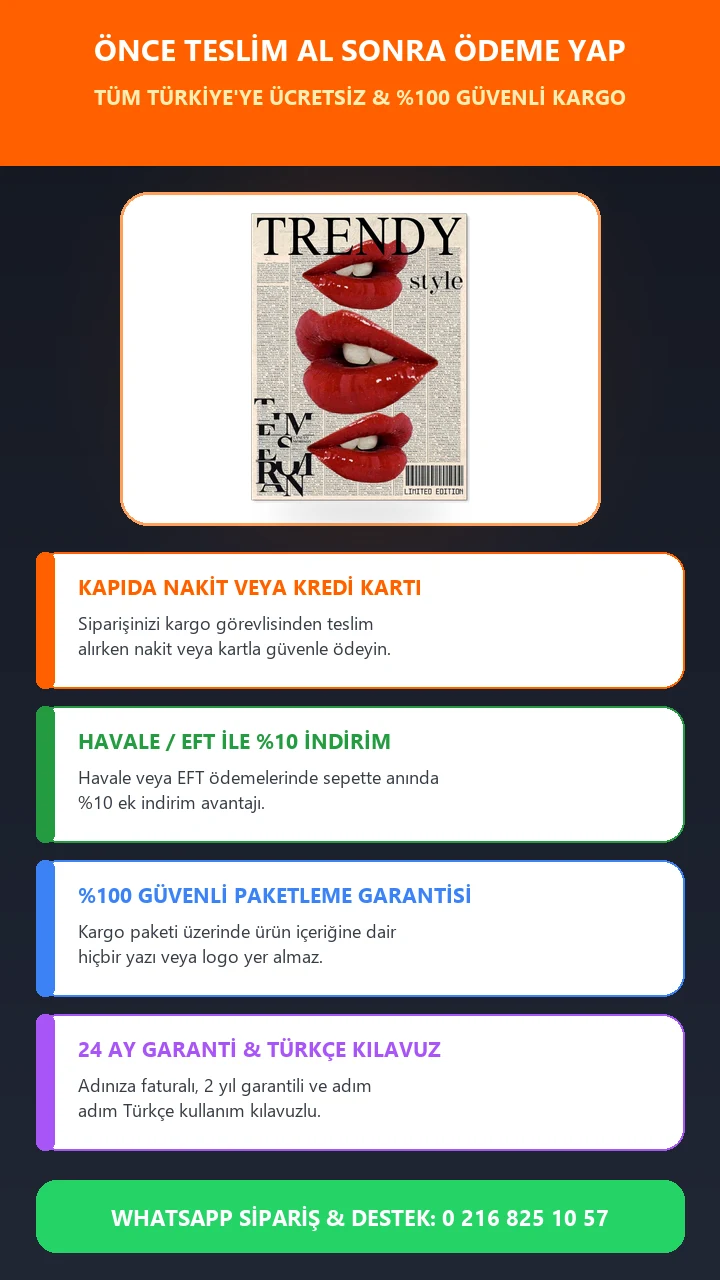 ÖNCE TESLİM AL SONRA ÖDEME YAP
TÜM TÜRKİYE'YE ÜCRETSİZ & %100 GÜVENLİ KARGO
TRENDY
style
LIMITED EDITION
KAPIDA NAKİT VEYA KREDİ KARTI
Siparişinizi kargo görevlisinden teslim
alırken nakit veya kartla güvenle ödeyin.
HAVALE / EFT İLE %10 İNDİRİM
Havale veya EFT ödemelerinde sepette anında
%10 ek indirim avantajı.
%100 GÜVENLİ PAKETLEME GARANTİSİ
Kargo paketi üzerinde ürün içeriğine dair
hiçbir yazı veya logo yer almaz.
24 AY GARANTİ & TÜRKÇE KILAVUZ
Adınıza faturalı, 2 yıl garantili ve adım
adım Türkçe kullanım kılavuzlu.
WHATSAPP SİPARİŞ & DESTEK: 0 216 825 10 57